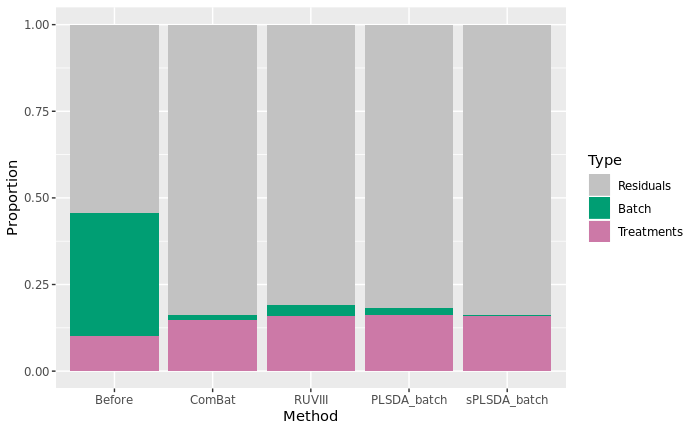 1.00
0.75
0.50
0.25
0.00
Proportion
Before ComBat RUVIII PLSDA_batch sPLSDA_batch
Method
Type
Residuals
Batch
Treatments